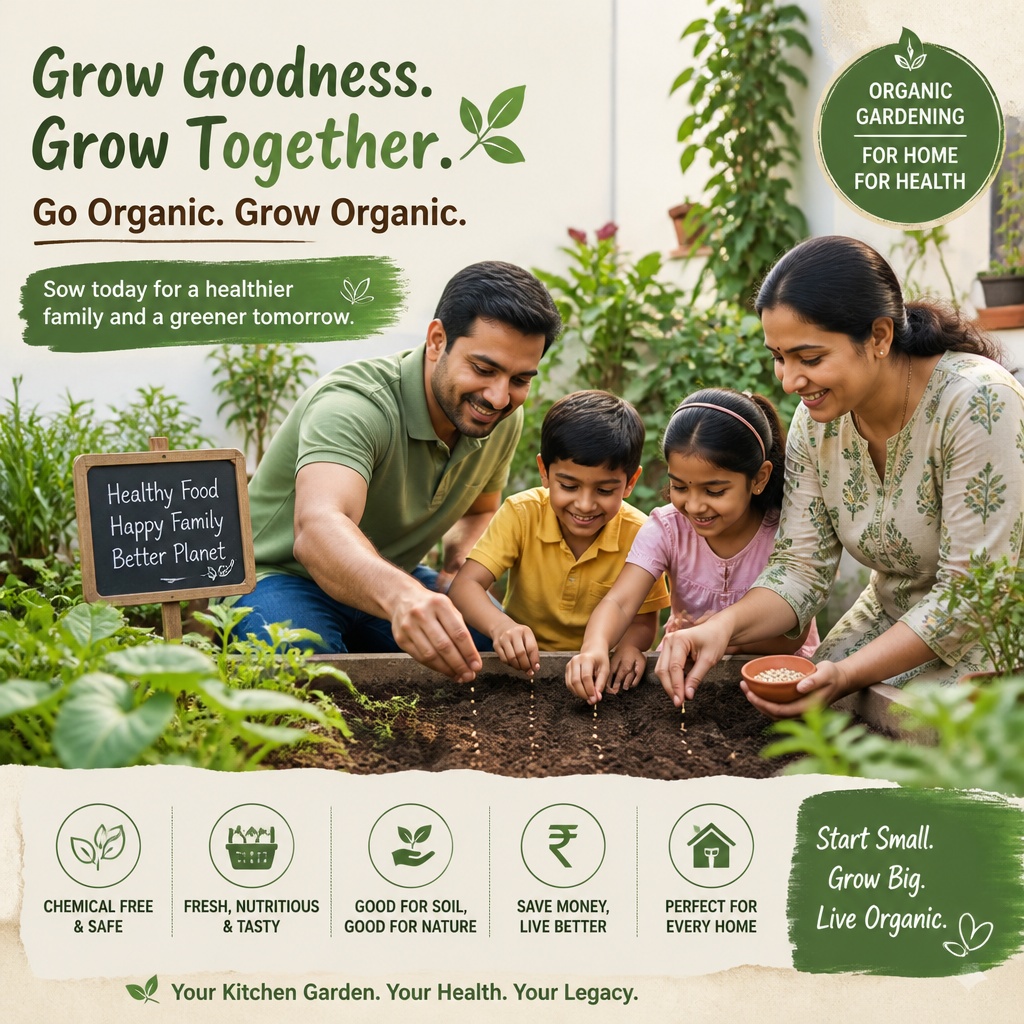 Grow Goodness.
Grow Together.
Go Organic. Grow Organic.
Sow today for a healthier
family and a greener tomorrow.
ORGANIC
GARDENING
FOR HOME
FOR HEALTH
Healthy Food
Happy Family
Better Planet
CHEMICAL FREE
& SAFE
FRESH, NUTRITIOUS
& TASTY
GOOD FOR SOIL,
GOOD FOR NATURE
₹
SAVE MONEY,
LIVE BETTER
PERFECT FOR
EVERY HOME
Start Small.
Grow Big.
Live Organic.
Your Kitchen Garden. Your Health. Your Legacy.